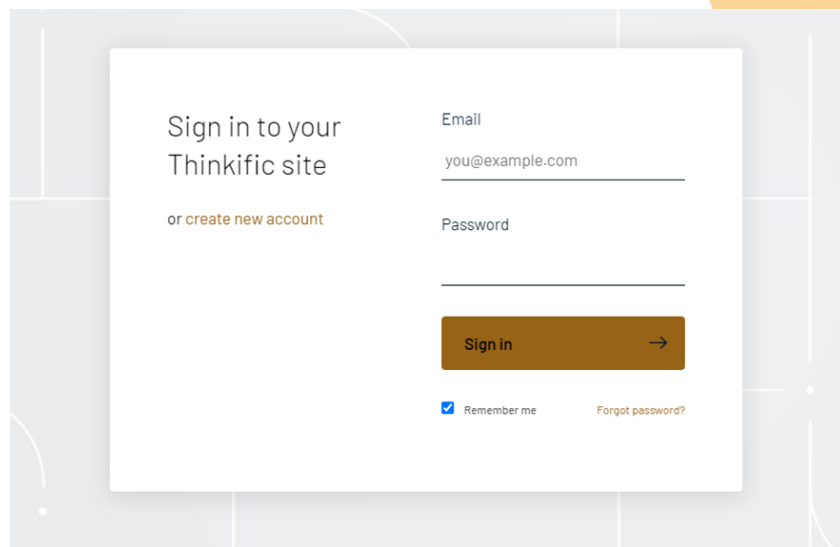 Sign in to your
Thinkific site
or create new account
Email
you@example.com
Password
Sign in
Remember me
Forgot password?